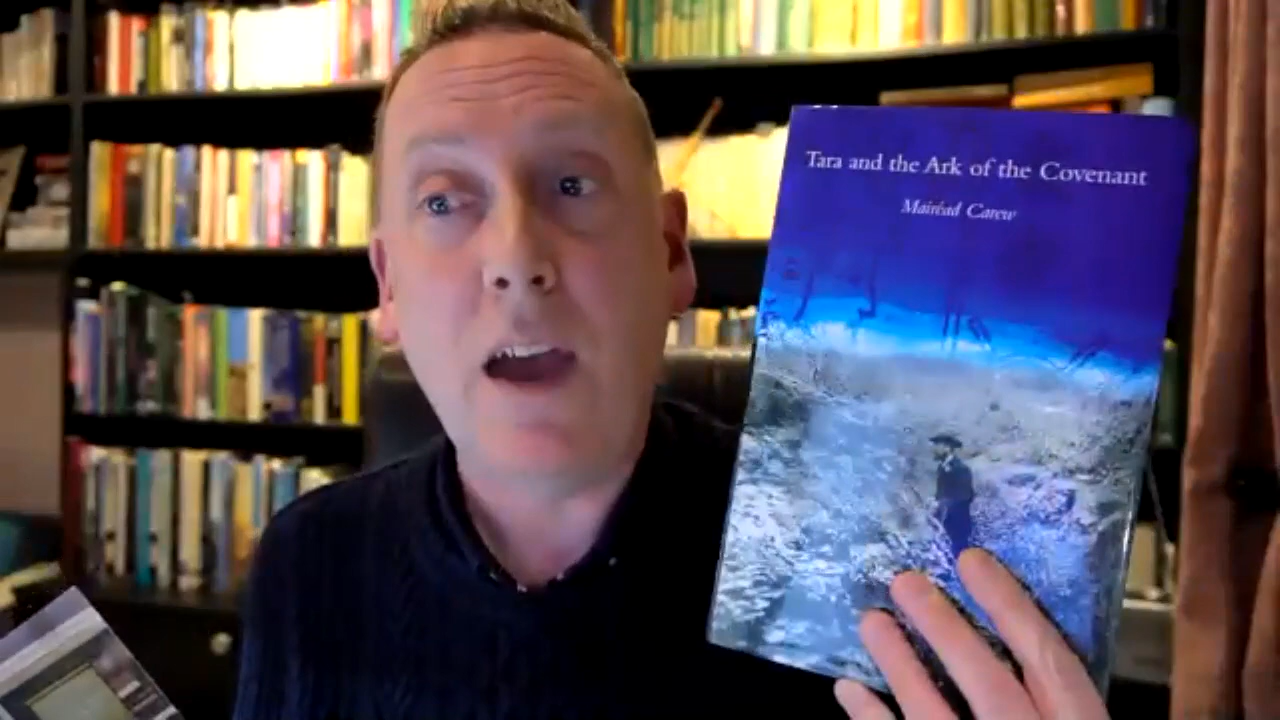 Tara and the Ark of the Covenant
Mairéad Carew